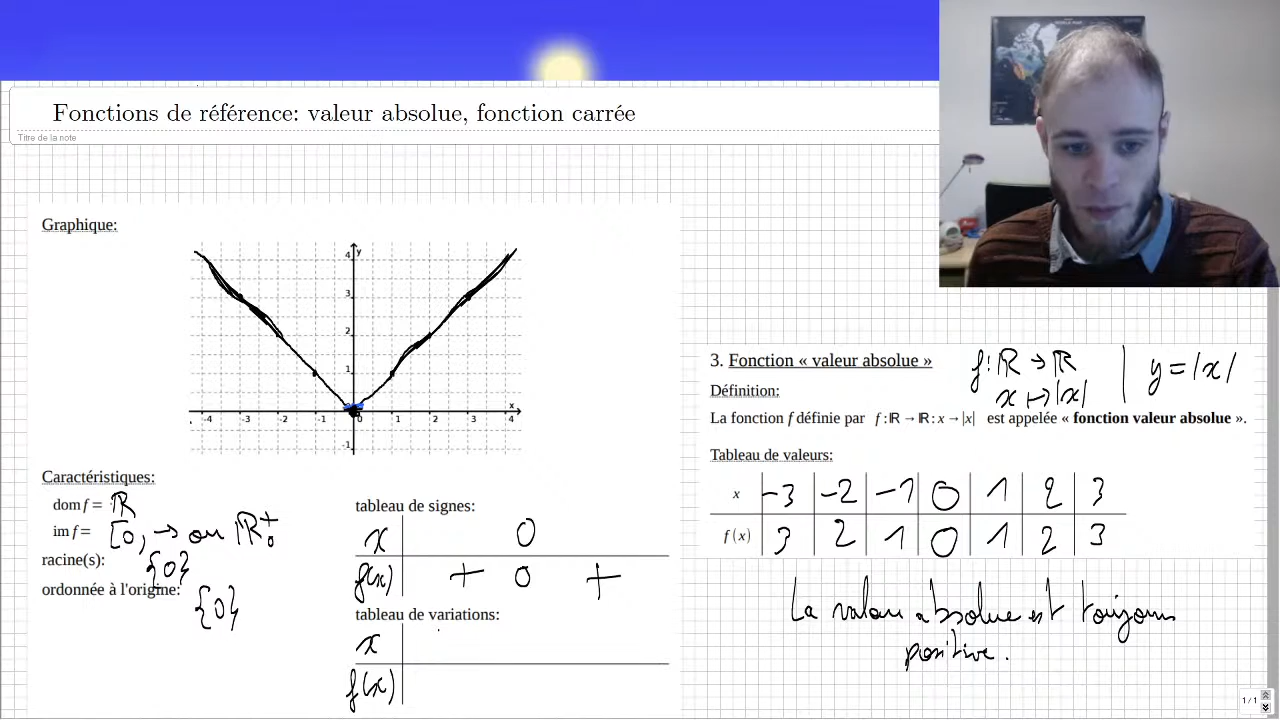 Fonctions de référence: valeur absolue, fonction carrée
Titre de la note
Graphique:
y
4
3
2
1
-4 -3 -2 -1 0 1 2 3 4 x
-1
Caractéristiques:
dom f = ℝ
im f = [0, → ou ℝ₀⁺
racine(s): {0}
ordonnée à l'origine: {0}
tableau de signes:
x 0
f(x) + 0 +
tableau de variations:
x
f(x)
3. Fonction « valeur absolue »
f: ℝ → ℝ | y = |x|
x ↦ |x|
Définition:
La fonction f définie par f : ℝ → ℝ : x → |x| est appelée « fonction valeur absolue ».
Tableau de valeurs:
x -3 -2 -1 0 1 2 3
f(x) 3 2 1 0 1 2 3
La valeur absolue est toujours
positive.
WORLD MAP
1/1